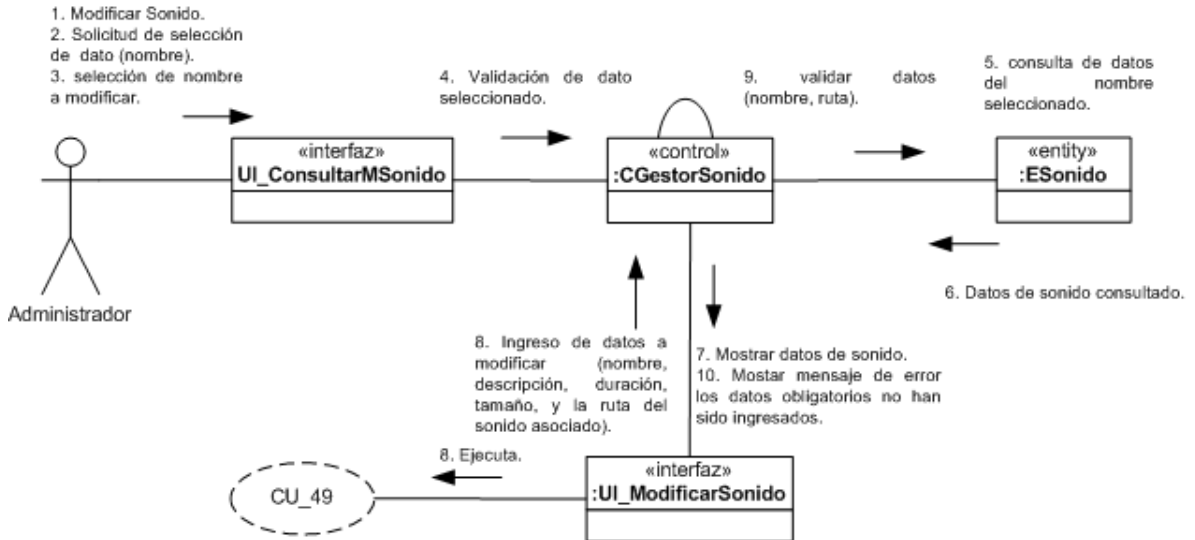 1. Modificar Sonido.
2. Solicitud de selección
de dato (nombre).
3. selección de nombre
a modificar.
4. Validación de dato
seleccionado.
9. validar datos
(nombre, ruta).
5. consulta de datos
del nombre
seleccionado.
«interfaz»
UI_ConsultarMSonido
«control»
:CGestorSonido
«entity»
:ESonido
Administrador
6. Datos de sonido consultado.
8. Ingreso de datos a
modificar (nombre,
descripción, duración,
tamaño, y la ruta del
sonido asociado).
7. Mostrar datos de sonido.
10. Mostar mensaje de error
los datos obligatorios no han
sido ingresados.
8. Ejecuta.
CU_49
«interfaz»
:UI_ModificarSonido